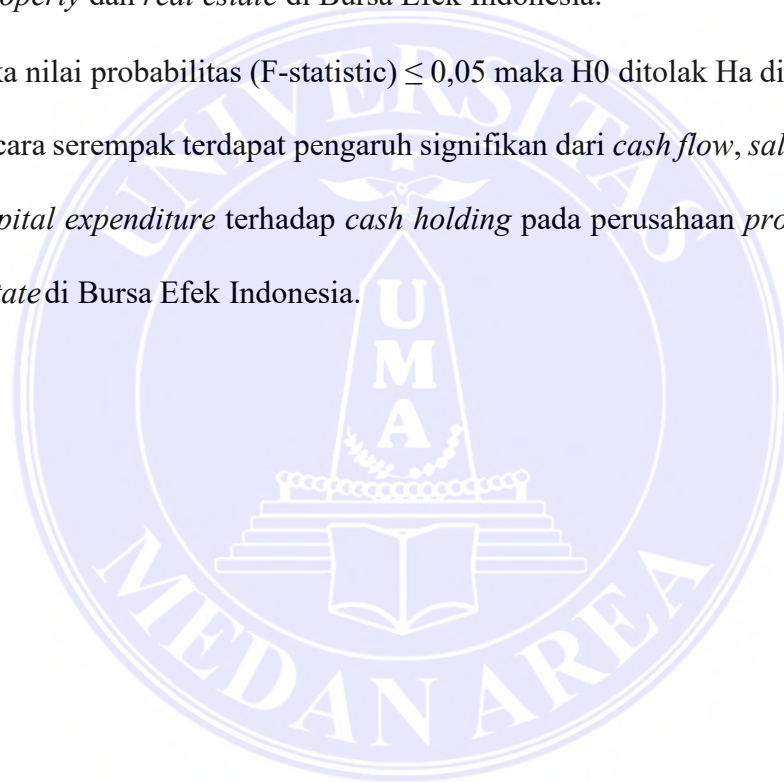 operty dan real estate di Bursa Efek Indonesia.
ka nilai probabilitas (F-statistic) ≤ 0,05 maka H0 ditolak Ha di
cara serempak terdapat pengaruh signifikan dari cash flow, sal
pital expenditure terhadap cash holding pada perusahaan pro
tate di Bursa Efek Indonesia.
UNIVERSITAS
UMA
MEDAN AREA